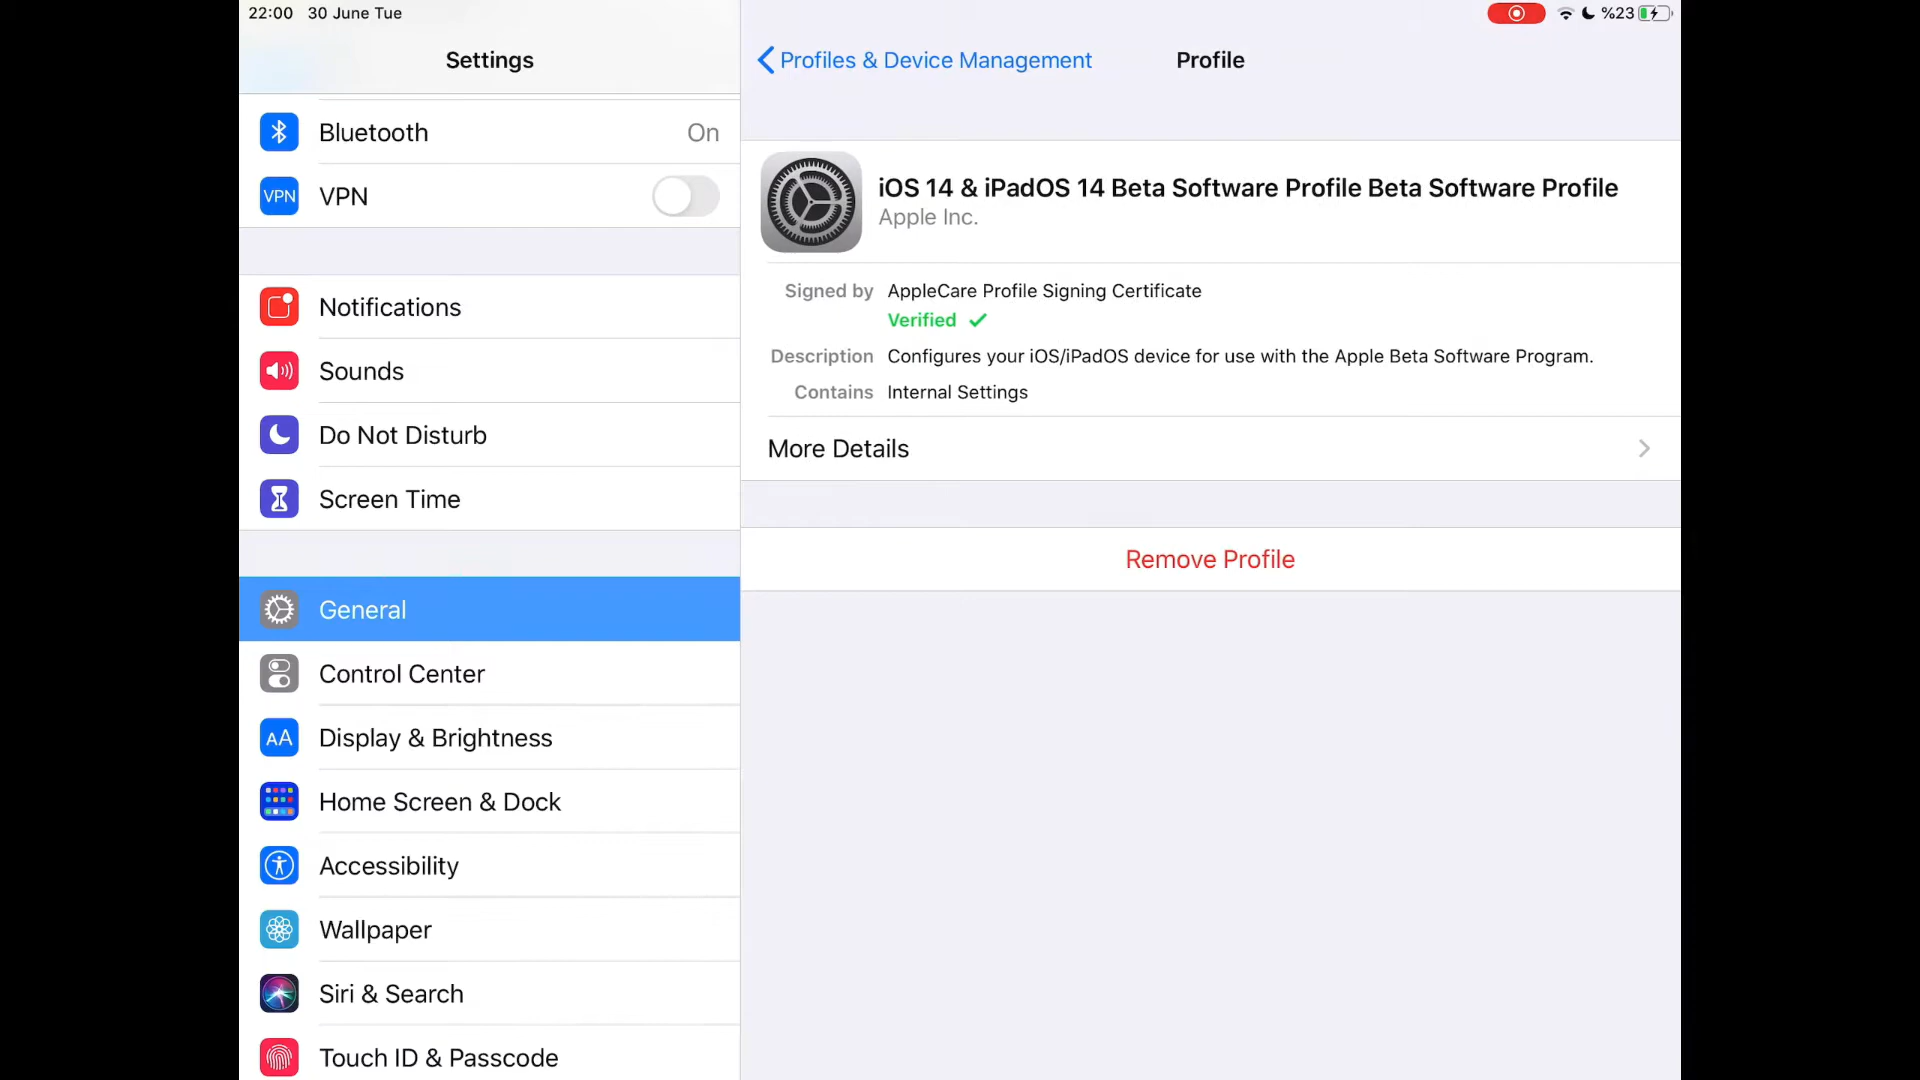 22:00 30 June Tue
%23
Settings
Bluetooth On
VPN VPN
Notifications
Sounds
Do Not Disturb
Screen Time
General
Control Center
AA Display & Brightness
Home Screen & Dock
Accessibility
Wallpaper
Siri & Search
Touch ID & Passcode
Profiles & Device Management Profile
iOS 14 & iPadOS 14 Beta Software Profile Beta Software Profile
Apple Inc.
Signed by AppleCare Profile Signing Certificate
Verified
Description Configures your iOS/iPadOS device for use with the Apple Beta Software Program.
Contains Internal Settings
More Details
Remove Profile